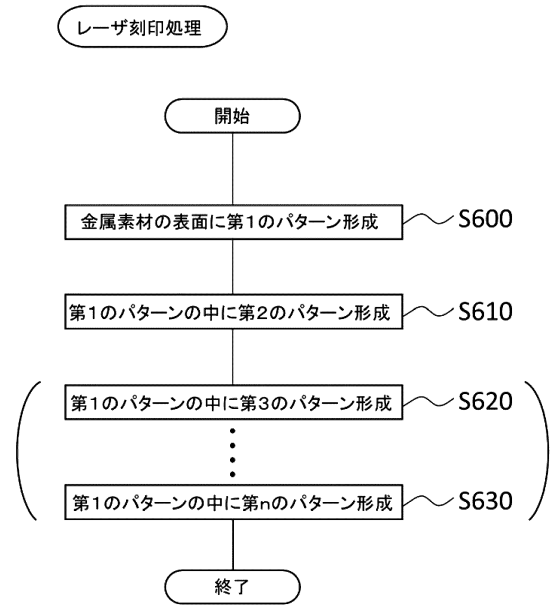 レーザ刻印処理
開始
金属素材の表面に第1のパターン形成
S600
第1のパターンの中に第2のパターン形成
S610
第1のパターンの中に第3のパターン形成
S620
第1のパターンの中に第nのパターン形成
S630
終了